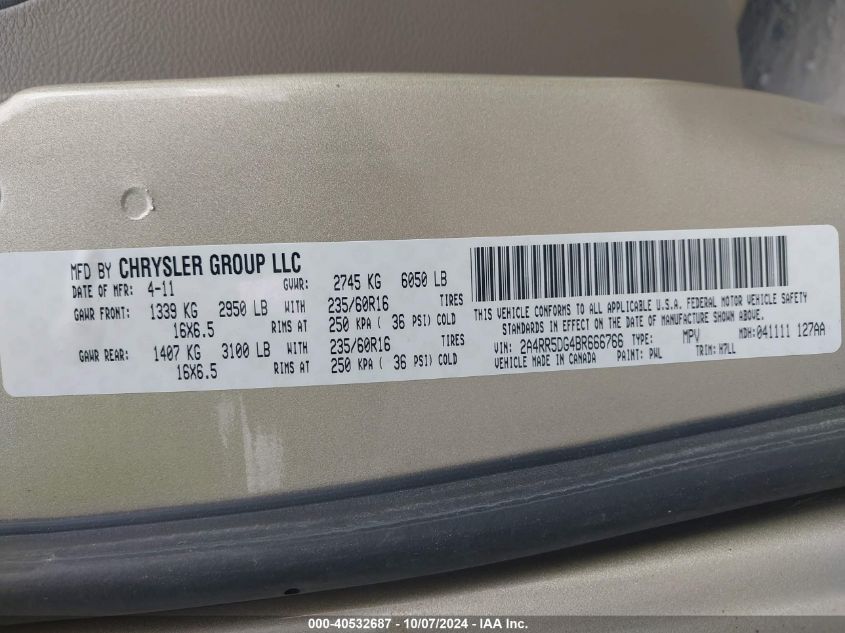 MFD BY CHRYSLER GROUP LLC
DATE OF MFR: 4-11 GVWR: 2745 KG 6050 LB
GAWR FRONT: 1339 KG 2950 LB WITH 235/60R16 TIRES
16X6.5 RIMS AT 250 KPA ( 36 PSI) COLD
GAWR REAR: 1407 KG 3100 LB WITH 235/60R16 TIRES
16X6.5 RIMS AT 250 KPA ( 36 PSI) COLD
THIS VEHICLE CONFORMS TO ALL APPLICABLE U.S.A. FEDERAL MOTOR VEHICLE SAFETY
STANDARDS IN EFFECT ON THE DATE OF MANUFACTURE SHOWN ABOVE.
VIN: 2A4RR5DG4BR666766 TYPE: MPV MDH:041111 127AA
VEHICLE MADE IN CANADA PAINT: PWL TRIM: H7LL
000-40532687 - 10/07/2024 - IAA Inc.